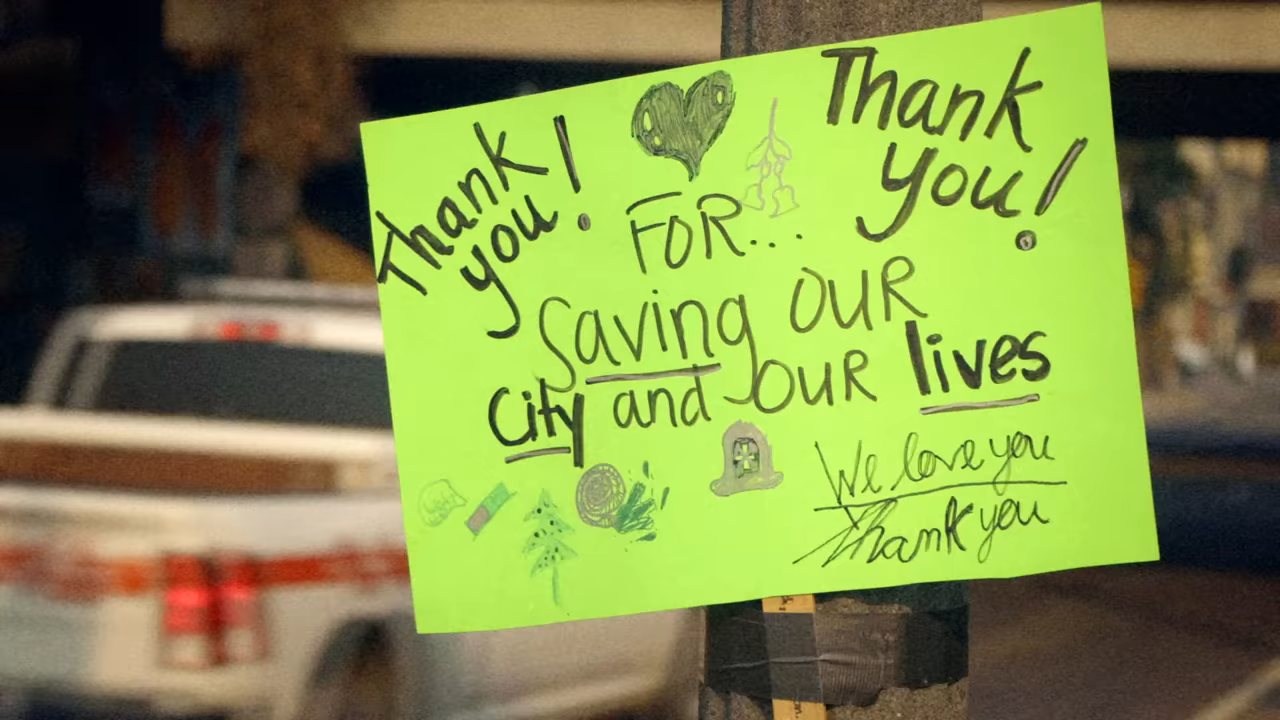 Thank
you!
Thank
you!
FOR...
Saving OUR
City and OUR lives
We love you
Thank you